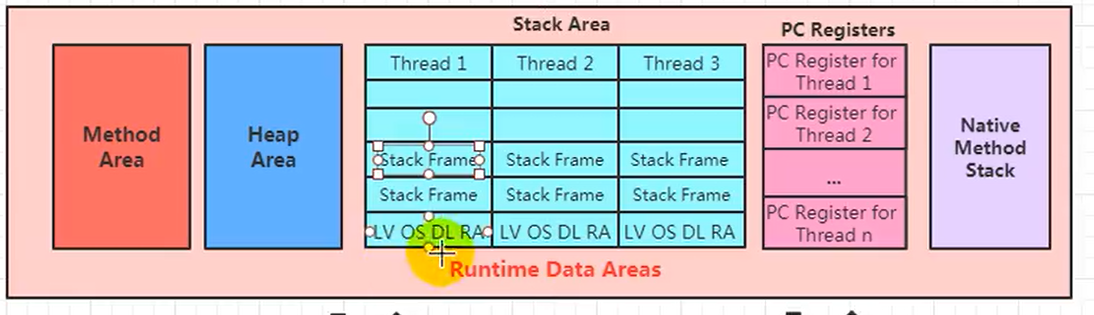 Stack Area
PC Registers
Method
Area
Heap
Area
Thread 1
Thread 2
Thread 3
Stack Frame
Stack Frame
Stack Frame
Stack Frame
Stack Frame
Stack Frame
LV OS DL RA
LV OS DL RA
LV OS DL RA
PC Register for
Thread 1
PC Register for
Thread 2
...
PC Register for
Thread n
Native
Method
Stack
Runtime Data Areas